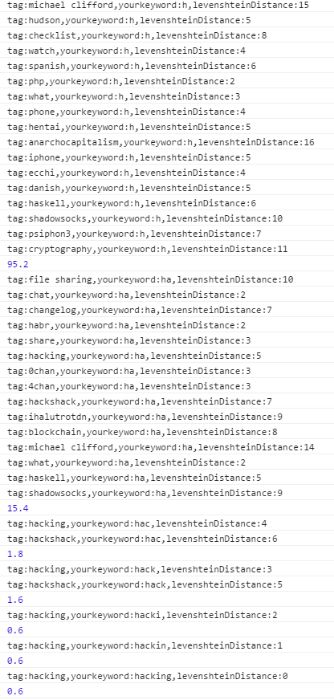 tag:michael clifford,yourkeyword:h,levenshteinDistance:15
tag:hudson,yourkeyword:h,levenshteinDistance:5
tag:checklist,yourkeyword:h,levenshteinDistance:8
tag:watch,yourkeyword:h,levenshteinDistance:4
tag:spanish,yourkeyword:h,levenshteinDistance:6
tag:php,yourkeyword:h,levenshteinDistance:2
tag:what,yourkeyword:h,levenshteinDistance:3
tag:phone,yourkeyword:h,levenshteinDistance:4
tag:hentai,yourkeyword:h,levenshteinDistance:5
tag:anarchocapitalism,yourkeyword:h,levenshteinDistance:16
tag:iphone,yourkeyword:h,levenshteinDistance:5
tag:ecchi,yourkeyword:h,levenshteinDistance:4
tag:danish,yourkeyword:h,levenshteinDistance:5
tag:haskell,yourkeyword:h,levenshteinDistance:6
tag:shadowsocks,yourkeyword:h,levenshteinDistance:10
tag:psiphon3,yourkeyword:h,levenshteinDistance:7
tag:cryptography,yourkeyword:h,levenshteinDistance:11
95.2
tag:file sharing,yourkeyword:ha,levenshteinDistance:10
tag:chat,yourkeyword:ha,levenshteinDistance:2
tag:changelog,yourkeyword:ha,levenshteinDistance:7
tag:habr,yourkeyword:ha,levenshteinDistance:2
tag:share,yourkeyword:ha,levenshteinDistance:3
tag:hacking,yourkeyword:ha,levenshteinDistance:5
tag:0chan,yourkeyword:ha,levenshteinDistance:3
tag:4chan,yourkeyword:ha,levenshteinDistance:3
tag:hackshack,yourkeyword:ha,levenshteinDistance:7
tag:ihalutrotdn,yourkeyword:ha,levenshteinDistance:9
tag:blockchain,yourkeyword:ha,levenshteinDistance:8
tag:michael clifford,yourkeyword:ha,levenshteinDistance:14
tag:what,yourkeyword:ha,levenshteinDistance:2
tag:haskell,yourkeyword:ha,levenshteinDistance:5
tag:shadowsocks,yourkeyword:ha,levenshteinDistance:9
15.4
tag:hacking,yourkeyword:hac,levenshteinDistance:4
tag:hackshack,yourkeyword:hac,levenshteinDistance:6
1.8
tag:hacking,yourkeyword:hack,levenshteinDistance:3
tag:hackshack,yourkeyword:hack,levenshteinDistance:5
1.6
tag:hacking,yourkeyword:hacki,levenshteinDistance:2
0.6
tag:hacking,yourkeyword:hackin,levenshteinDistance:1
0.6
tag:hacking,yourkeyword:hacking,levenshteinDistance:0
0.6